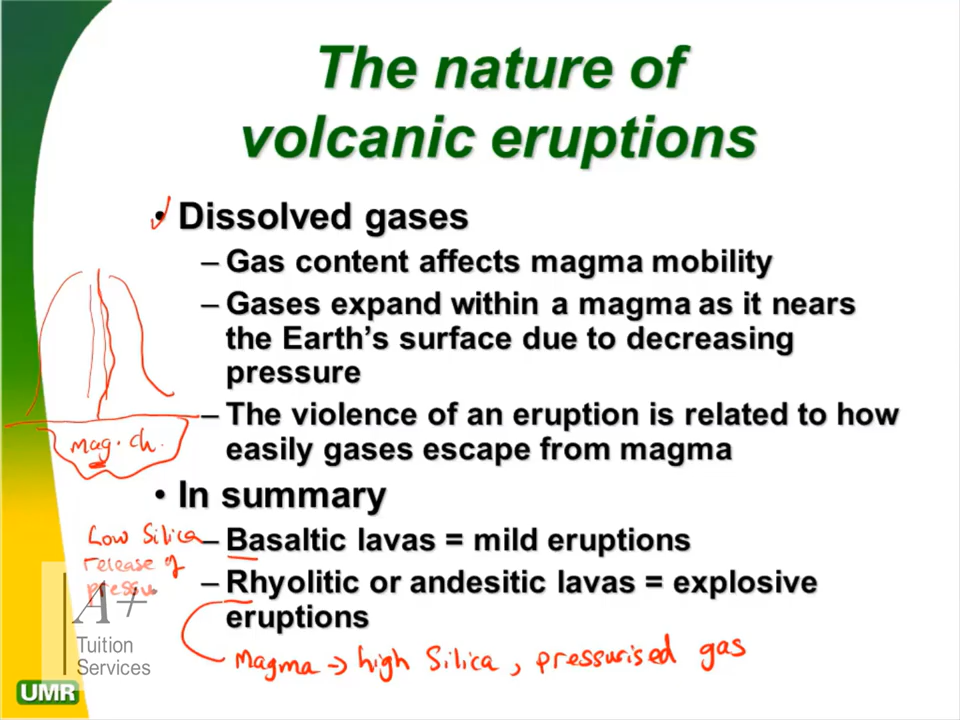 The nature of
volcanic eruptions
• Dissolved gases
– Gas content affects magma mobility
– Gases expand within a magma as it nears
the Earth’s surface due to decreasing
pressure
– The violence of an eruption is related to how
easily gases escape from magma
mag. ch.
• In summary
– Basaltic lavas = mild eruptions
– Rhyolitic or andesitic lavas = explosive
eruptions
Low Silica
release of
magma → high Silica, pressurised gas
A+
Tuition
Services
UMR